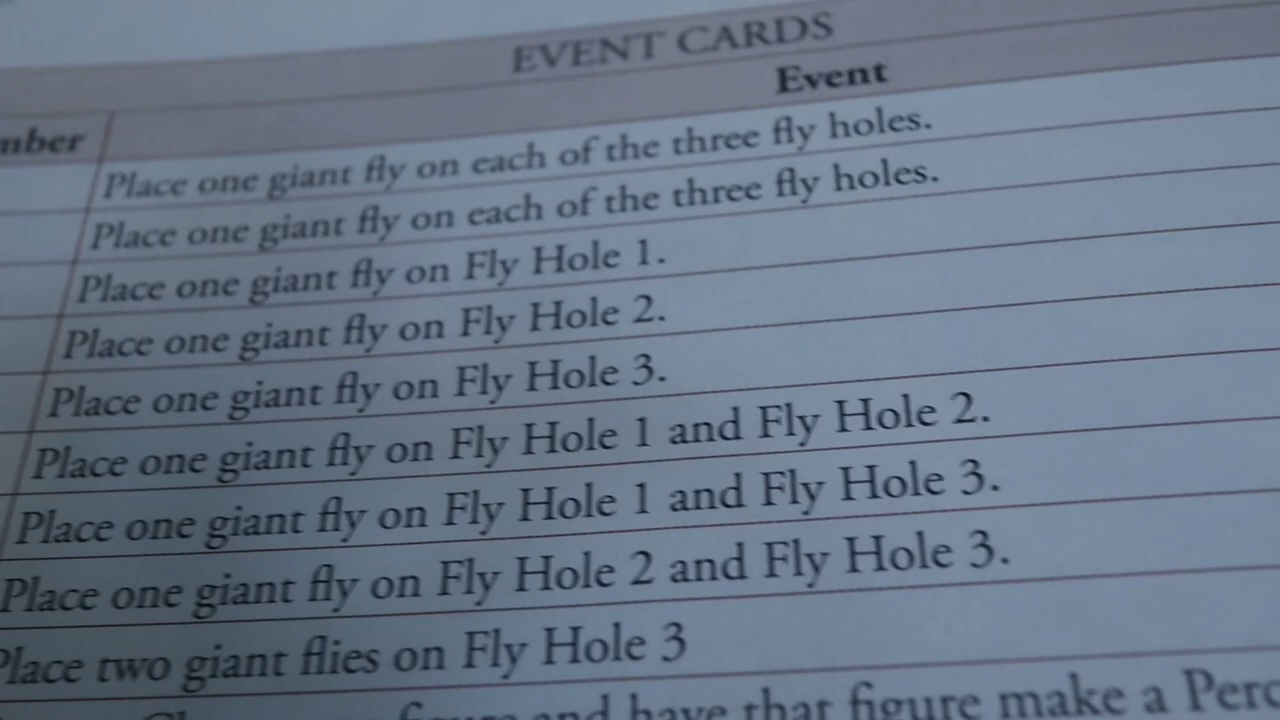 EVENT CARDS
mber Event
Place one giant fly on each of the three fly holes.
Place one giant fly on each of the three fly holes.
Place one giant fly on Fly Hole 1.
Place one giant fly on Fly Hole 2.
Place one giant fly on Fly Hole 3.
Place one giant fly on Fly Hole 1 and Fly Hole 2.
Place one giant fly on Fly Hole 1 and Fly Hole 3.
Place one giant fly on Fly Hole 2 and Fly Hole 3.
Place two giant flies on Fly Hole 3
figure and have that figure make a Perc